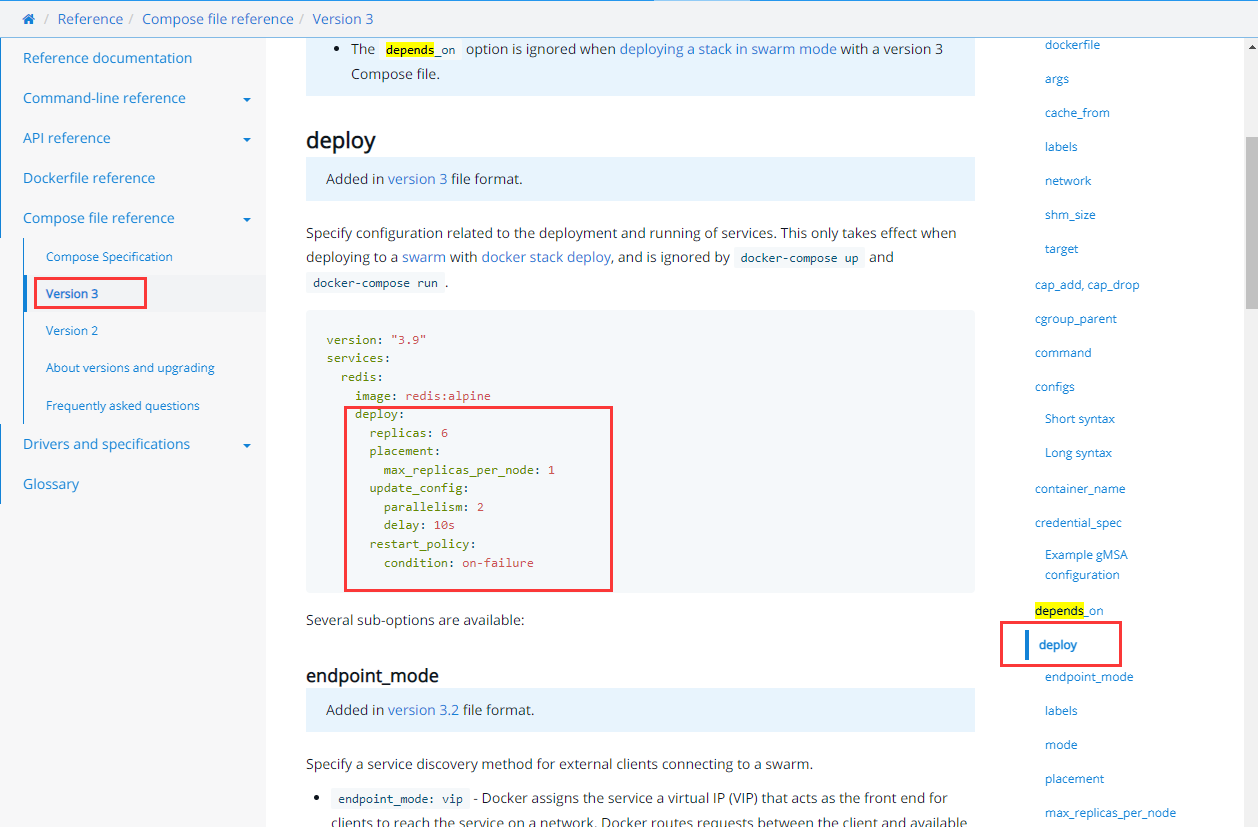 / Reference / Compose file reference / Version 3
Reference documentation
Command-line reference
API reference
Dockerfile reference
Compose file reference
Compose Specification
Version 3
Version 2
About versions and upgrading
Frequently asked questions
Drivers and specifications
Glossary
• The depends_on option is ignored when deploying a stack in swarm mode with a version 3
Compose file.
deploy
Added in version 3 file format.
Specify configuration related to the deployment and running of services. This only takes effect when
deploying to a swarm with docker stack deploy, and is ignored by docker-compose up and
docker-compose run .
version: "3.9"
services:
  redis:
    image: redis:alpine
    deploy:
      replicas: 6
      placement:
        max_replicas_per_node: 1
      update_config:
        parallelism: 2
        delay: 10s
      restart_policy:
        condition: on-failure
Several sub-options are available:
endpoint_mode
Added in version 3.2 file format.
Specify a service discovery method for external clients connecting to a swarm.
• endpoint_mode: vip - Docker assigns the service a virtual IP (VIP) that acts as the front end for
clients to reach the service on a network. Docker routes requests between the client and available
dockerfile
args
cache_from
labels
network
shm_size
target
cap_add, cap_drop
cgroup_parent
command
configs
Short syntax
Long syntax
container_name
credential_spec
Example gMSA
configuration
depends_on
deploy
endpoint_mode
labels
mode
placement
max_replicas_per_node